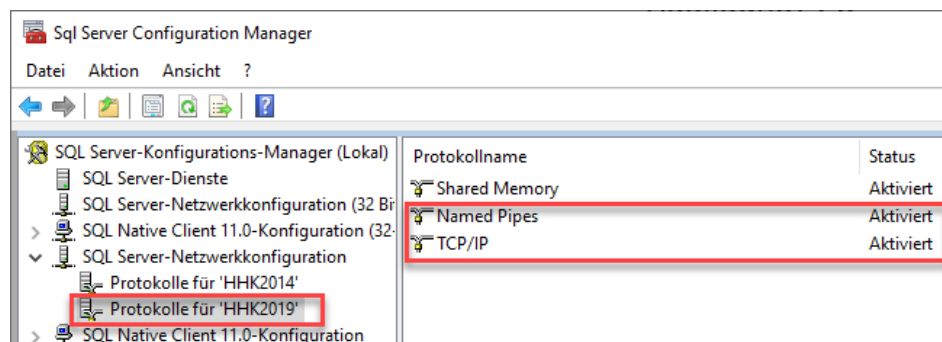 Sql Server Configuration Manager
Datei Aktion Ansicht ?
SQL Server-Konfigurations-Manager (Lokal)
SQL Server-Dienste
SQL Server-Netzwerkkonfiguration (32 Bi
SQL Native Client 11.0-Konfiguration (32-
SQL Server-Netzwerkkonfiguration
Protokolle für 'HHK2014'
Protokolle für 'HHK2019'
SQL Native Client 11.0-Konfiguration
Protokollname Status
Shared Memory Aktiviert
Named Pipes Aktiviert
TCP/IP Aktiviert